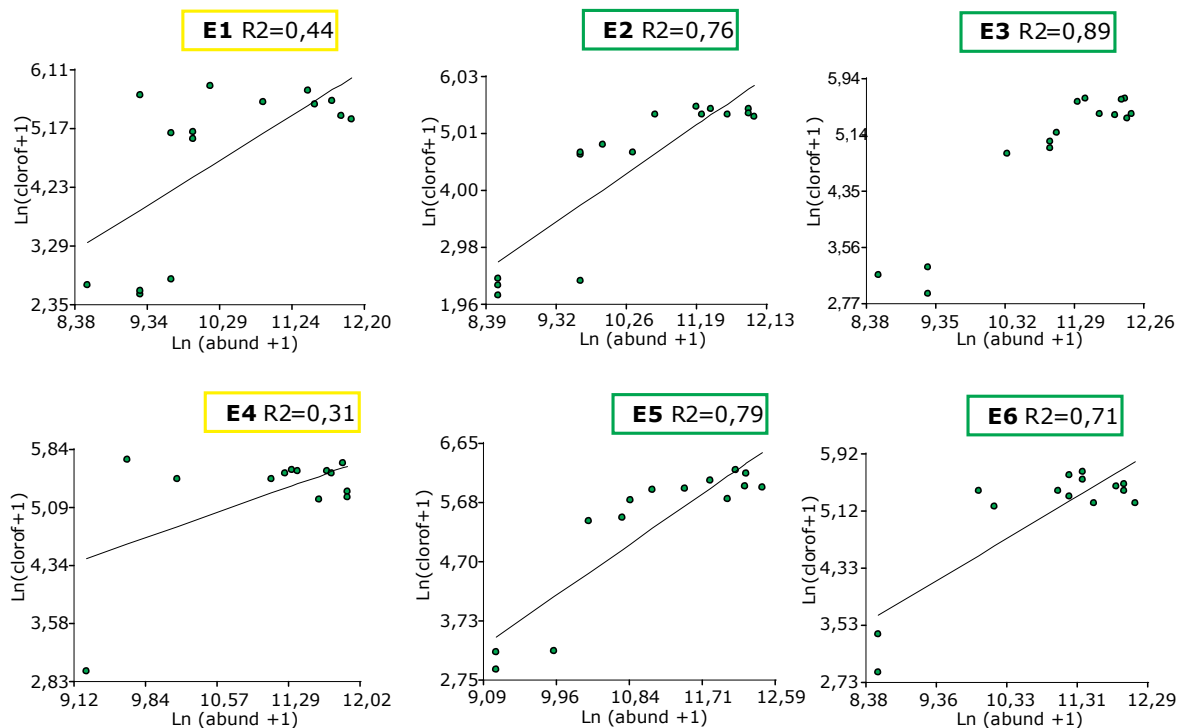 E1 R2=0,44
6,11
5,17
4,23
3,29
2,35
Ln(clorof+1)
8,38 9,34 10,29 11,24 12,20
Ln (abund +1)
E2 R2=0,76
6,03
5,01
4,00
2,98
1,96
Ln(clorof+1)
8,39 9,32 10,26 11,19 12,13
Ln (abund +1)
E3 R2=0,89
5,94
5,14
4,35
3,56
2,77
Ln(clorof+1)
8,38 9,35 10,32 11,29 12,26
Ln (abund +1)
E4 R2=0,31
5,84
5,09
4,34
3,58
2,83
Ln(clorof+1)
9,12 9,84 10,57 11,29 12,02
Ln (abund +1)
E5 R2=0,79
6,65
5,68
4,70
3,73
2,75
Ln(clorof+1)
9,09 9,96 10,84 11,71 12,59
Ln (abund +1)
E6 R2=0,71
5,92
5,12
4,33
3,53
2,73
Ln(clorof+1)
8,38 9,36 10,33 11,31 12,29
Ln (abund +1)